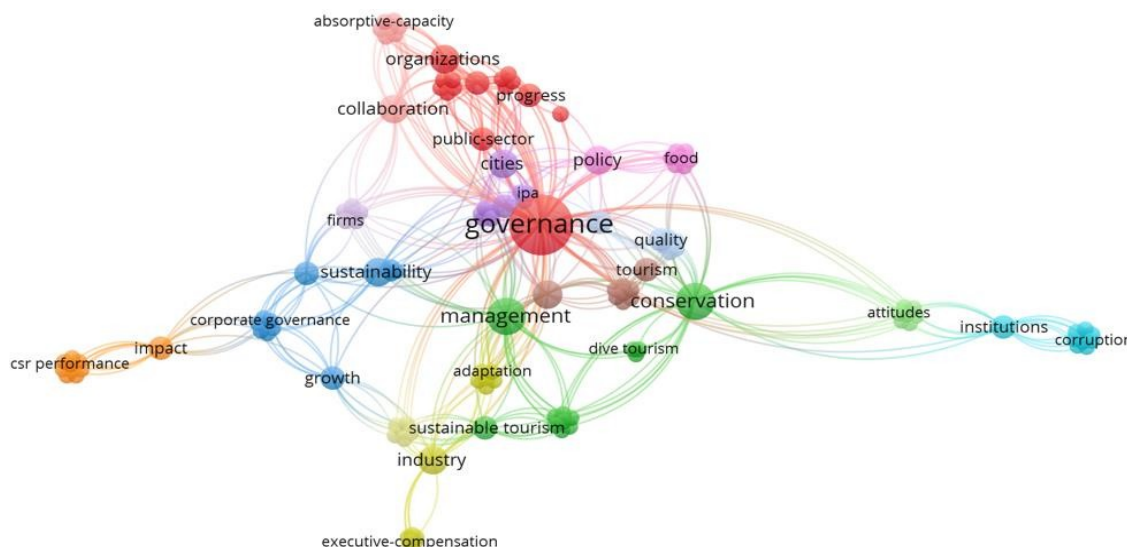 absorptive-capacity
organizations
progress
collaboration
public-sector
cities
policy
food
ipa
firms
governance
quality
sustainability
tourism
conservation
corporate governance
management
attitudes
institutions
corruption
impact
dive tourism
csr performance
growth
adaptation
sustainable tourism
industry
executive-compensation